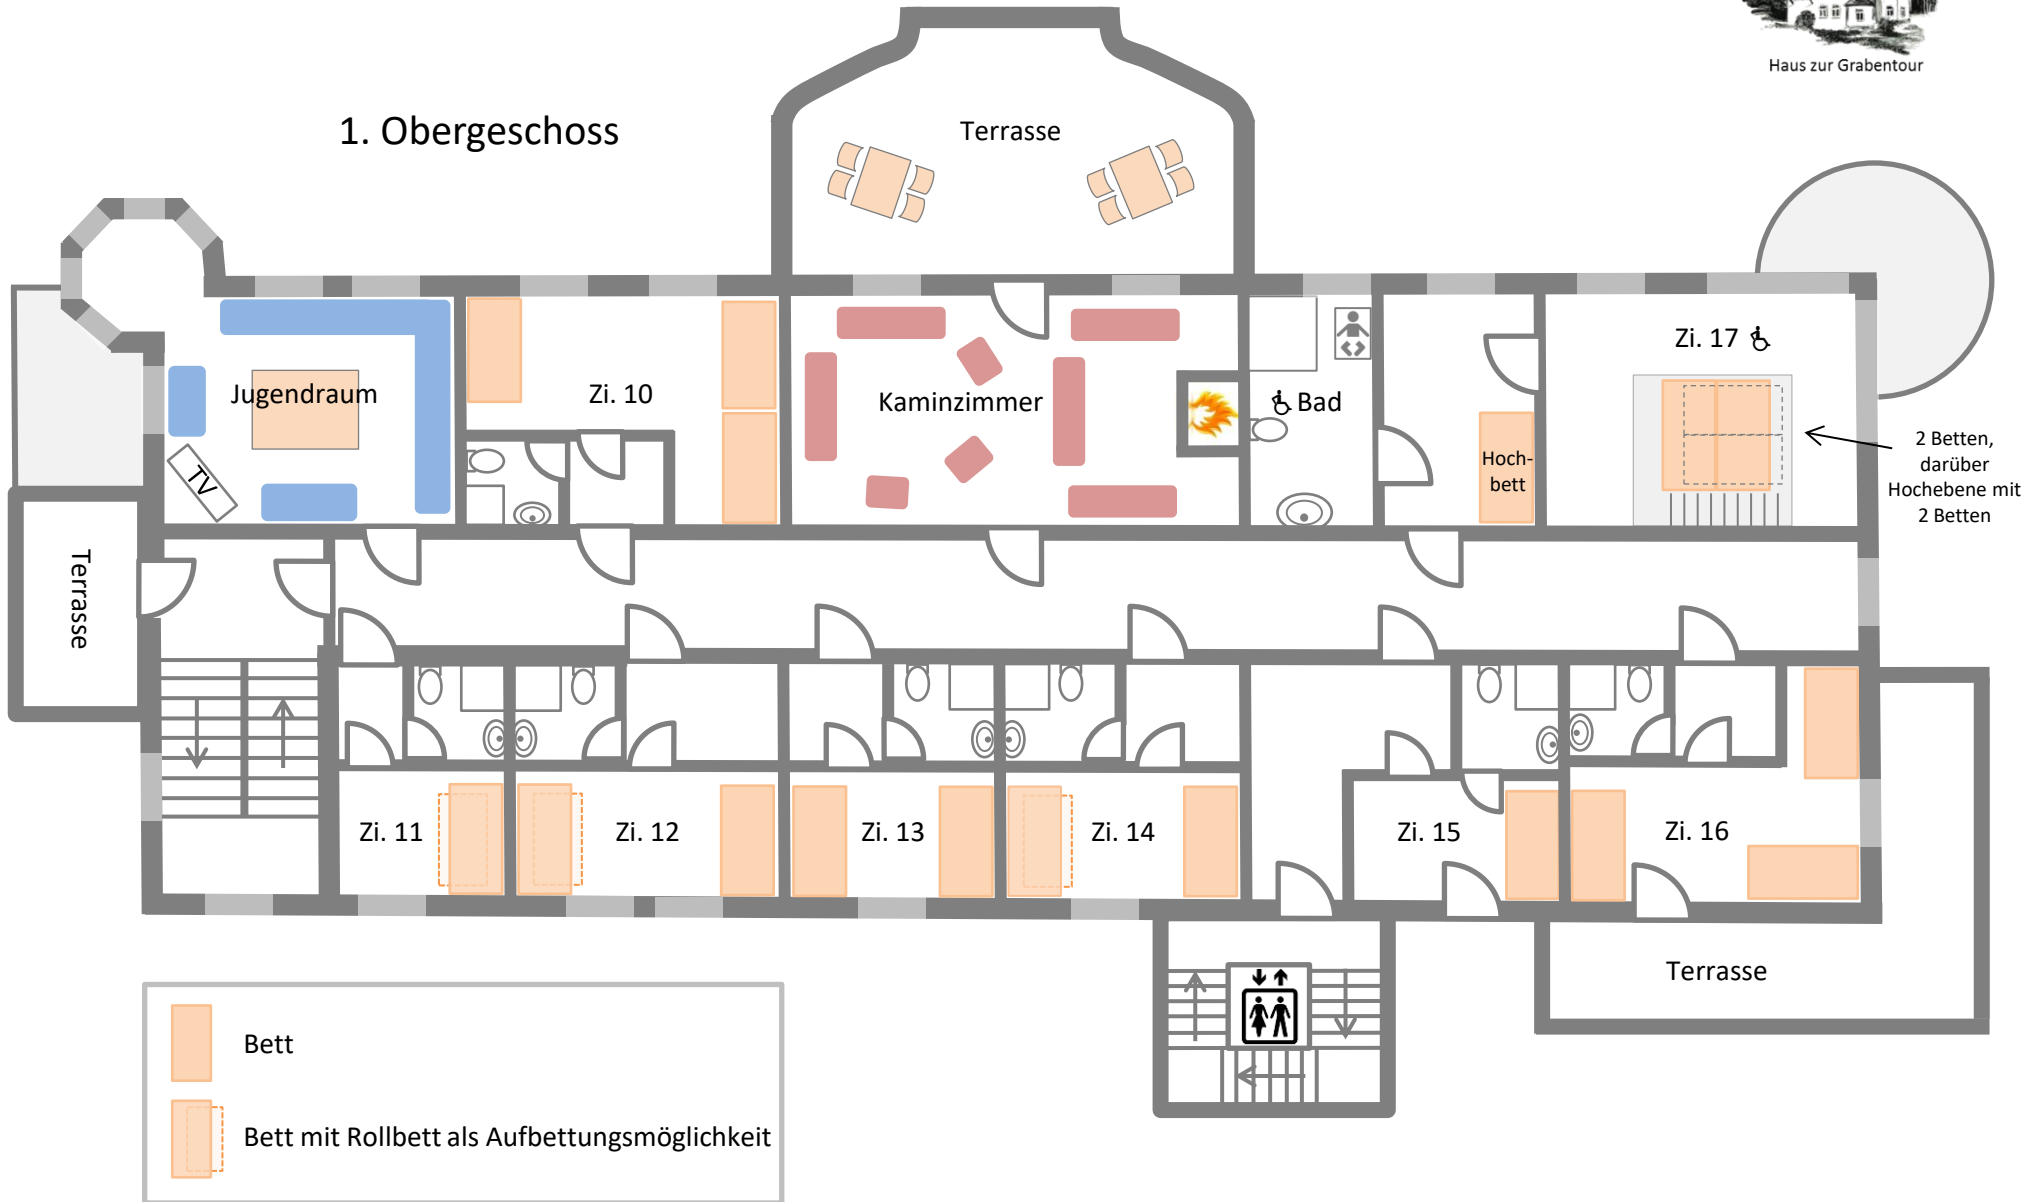 Haus zur Grabentour
1. Obergeschoss
Terrasse
Zi. 17
Jugendraum
Zi. 10
Kaminzimmer
Bad
TV
Hoch-
bett
2 Betten,
darüber
Hochebene mit
2 Betten
Terrasse
Zi. 11
Zi. 12
Zi. 13
Zi. 14
Zi. 15
Zi. 16
Terrasse
Bett
Bett mit Rollbett als Aufbettungsmöglichkeit